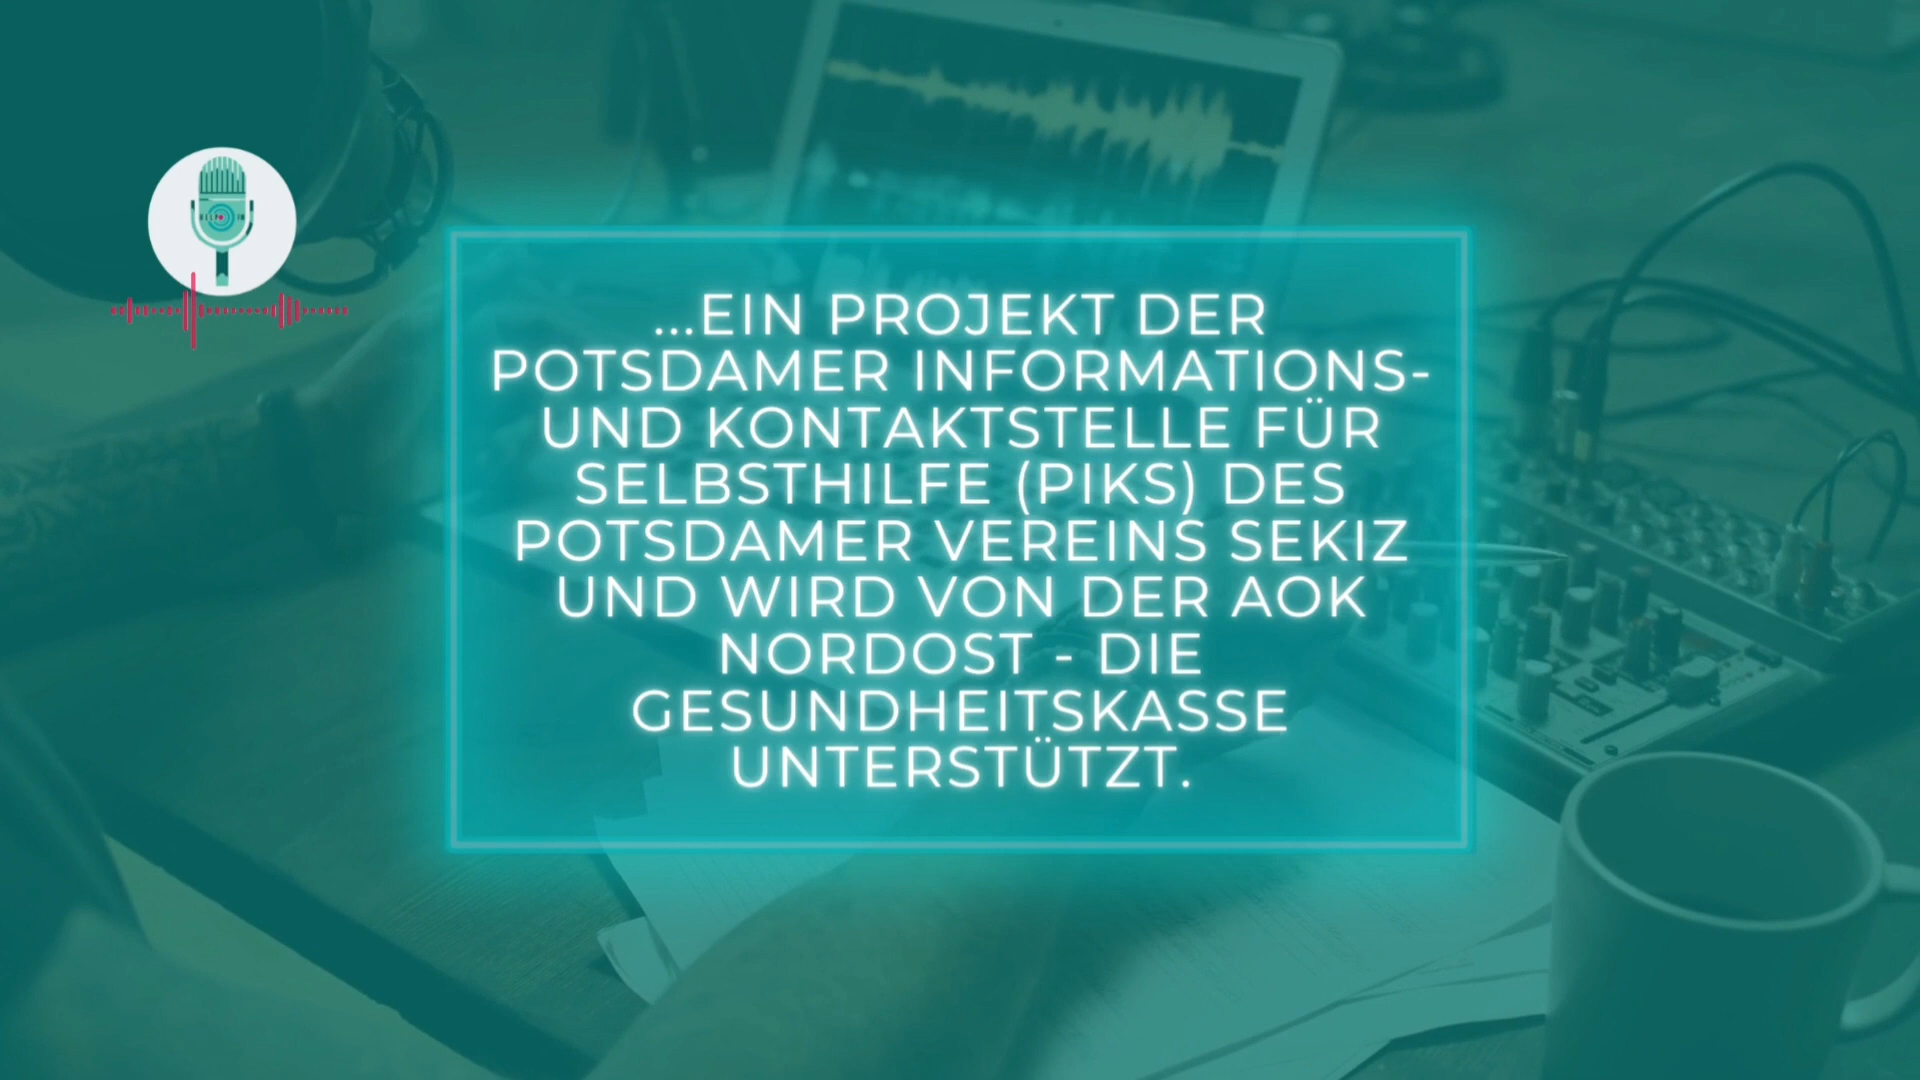 ...EIN PROJEKT DER
POTSDAMER INFORMATIONS-
UND KONTAKTSTELLE FÜR
SELBSTHILFE (PIKS) DES
POTSDAMER VEREINS SEKIZ
UND WIRD VON DER AOK
NORDOST - DIE
GESUNDHEITSKASSE
UNTERSTÜTZT.